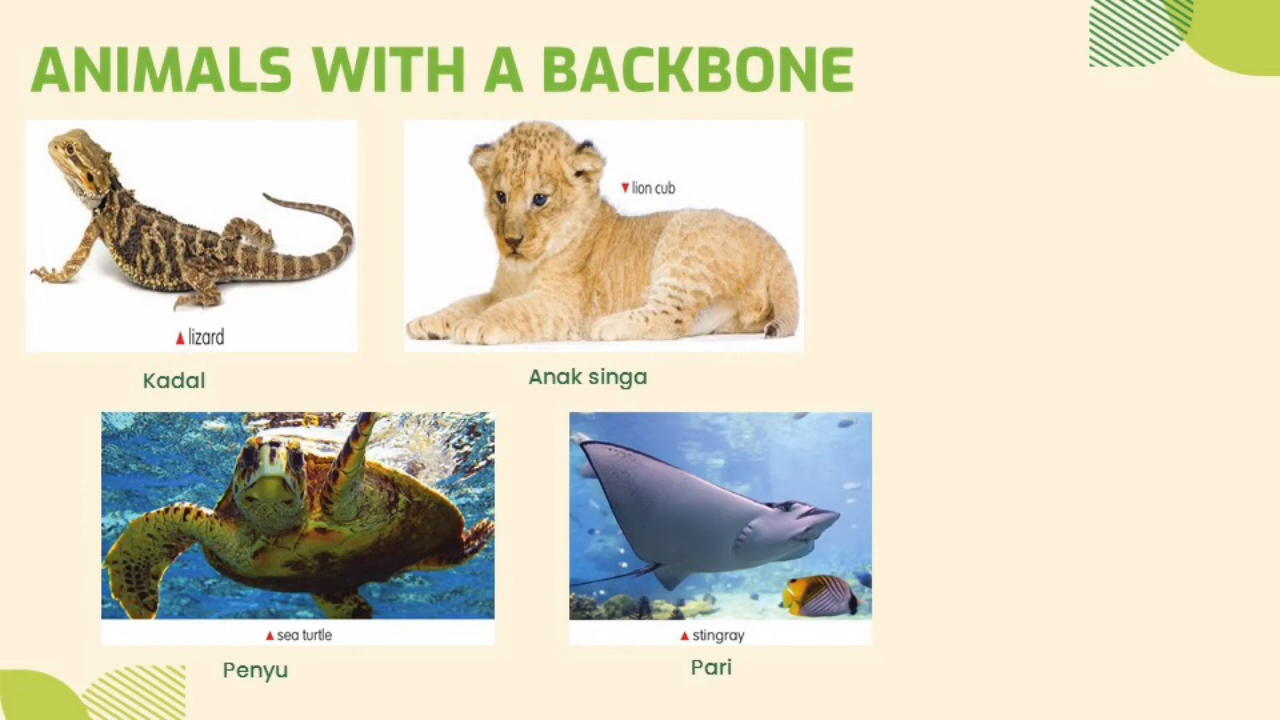 ANIMALS WITH A BACKBONE
lion cub
lizard
Kadal
Anak singa
sea turtle
stingray
Penyu
Pari